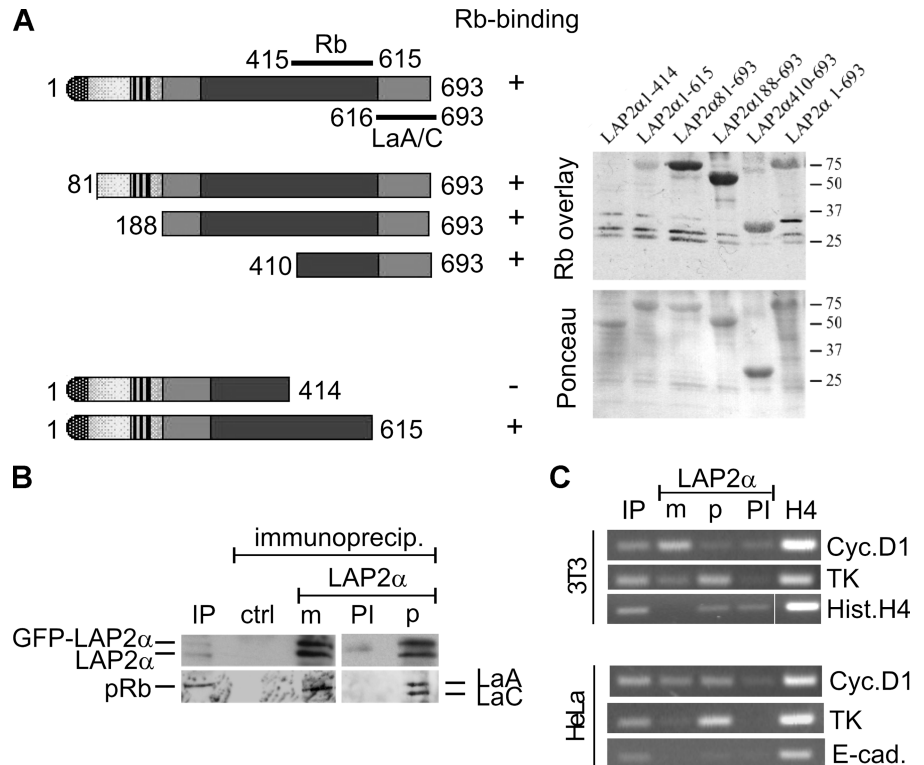 A
Rb-binding
415 Rb 615
1 693 +
616 693
LaA/C
81 693 +
188 693 +
410 693 +
1 414 -
1 615 +
LAP2α1-414
LAP2α1-615
LAP2α81-693
LAP2α188-693
LAP2α410-693
LAP2α 1-693
Rb overlay
75
50
37
25
Ponceau
75
50
37
25
B
immunoprecip.
LAP2α
IP ctrl m PI p
GFP-LAP2α
LAP2α
pRb
LaA
LaC
C
LAP2α
IP m p PI H4
3T3
Cyc.D1
TK
Hist.H4
HeLa
Cyc.D1
TK
E-cad.